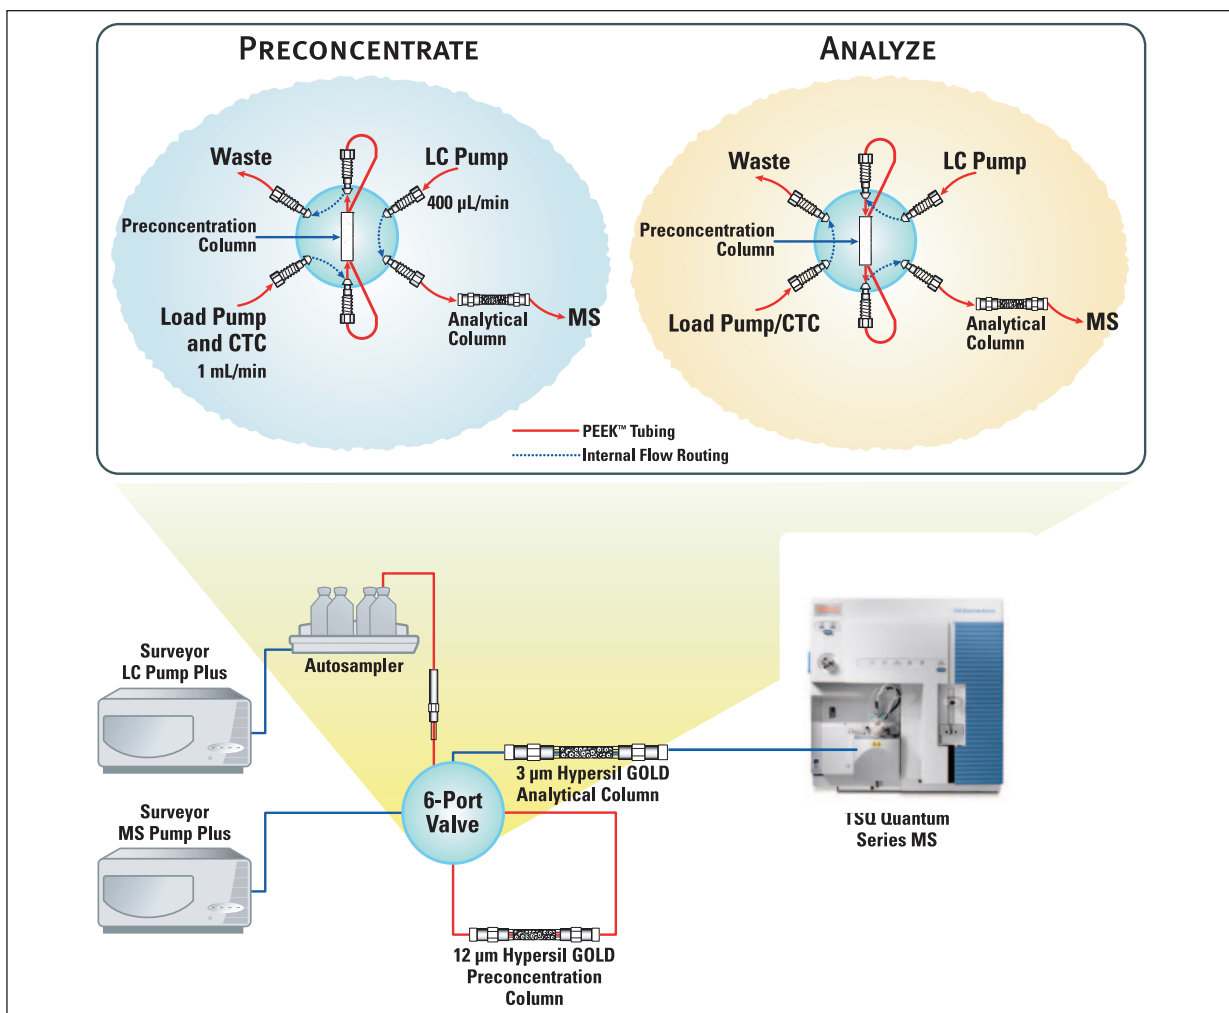 PRECONCENTRATE
Waste
LC Pump
400 µL/min
Preconcentration
Column
Load Pump
and CTC
1 mL/min
Analytical
Column
MS
ANALYZE
Waste
LC Pump
Preconcentration
Column
Load Pump/CTC
Analytical
Column
MS
PEEK™ Tubing
Internal Flow Routing
Surveyor
LC Pump Plus
Autosampler
Surveyor
MS Pump Plus
6-Port
Valve
3 µm Hypersil GOLD
Analytical Column
12 µm Hypersil GOLD
Preconcentration
Column
TSQ Quantum
Series MS